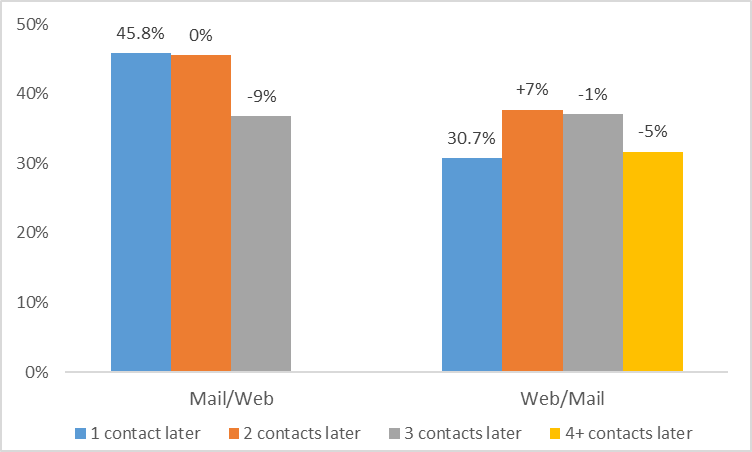 50%
40%
30%
20%
10%
0%
45.8%
0%
-9%
30.7%
+7%
-1%
-5%
Mail/Web
Web/Mail
1 contact later
2 contacts later
3 contacts later
4+ contacts later